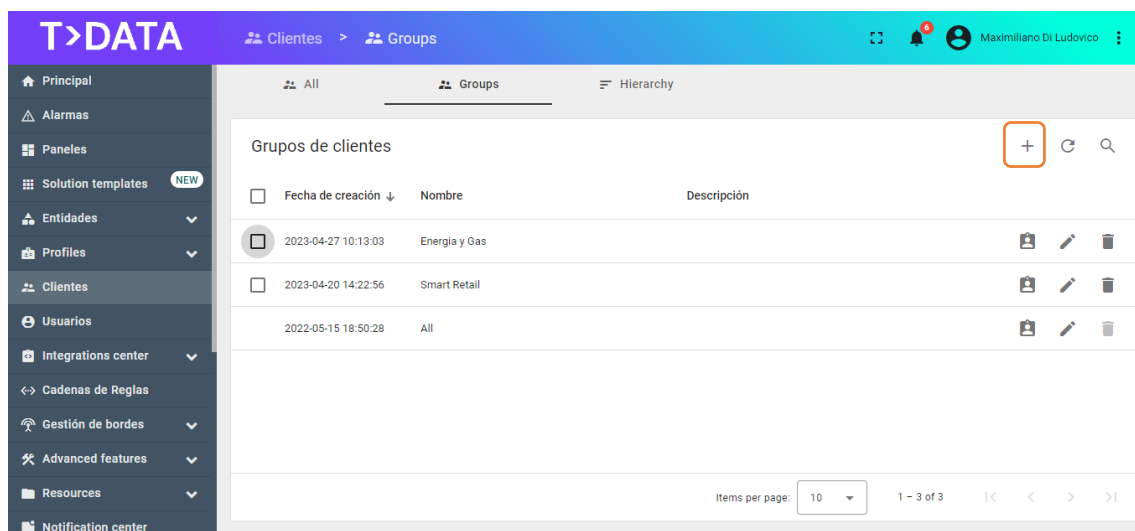 T>DATA
Clientes > Groups
6
Maximiliano Di Ludovico
Principal
Alarmas
Paneles
Solution templates NEW
Entidades
Profiles
Clientes
Usuarios
Integrations center
Cadenas de Reglas
Gestión de bordes
Advanced features
Resources
Notification center
All Groups Hierarchy
Grupos de clientes
Fecha de creación Nombre Descripción
2023-04-27 10:13:03 Energia y Gas
2023-04-20 14:22:56 Smart Retail
2022-05-15 18:50:28 All
Items per page: 10 1 – 3 of 3